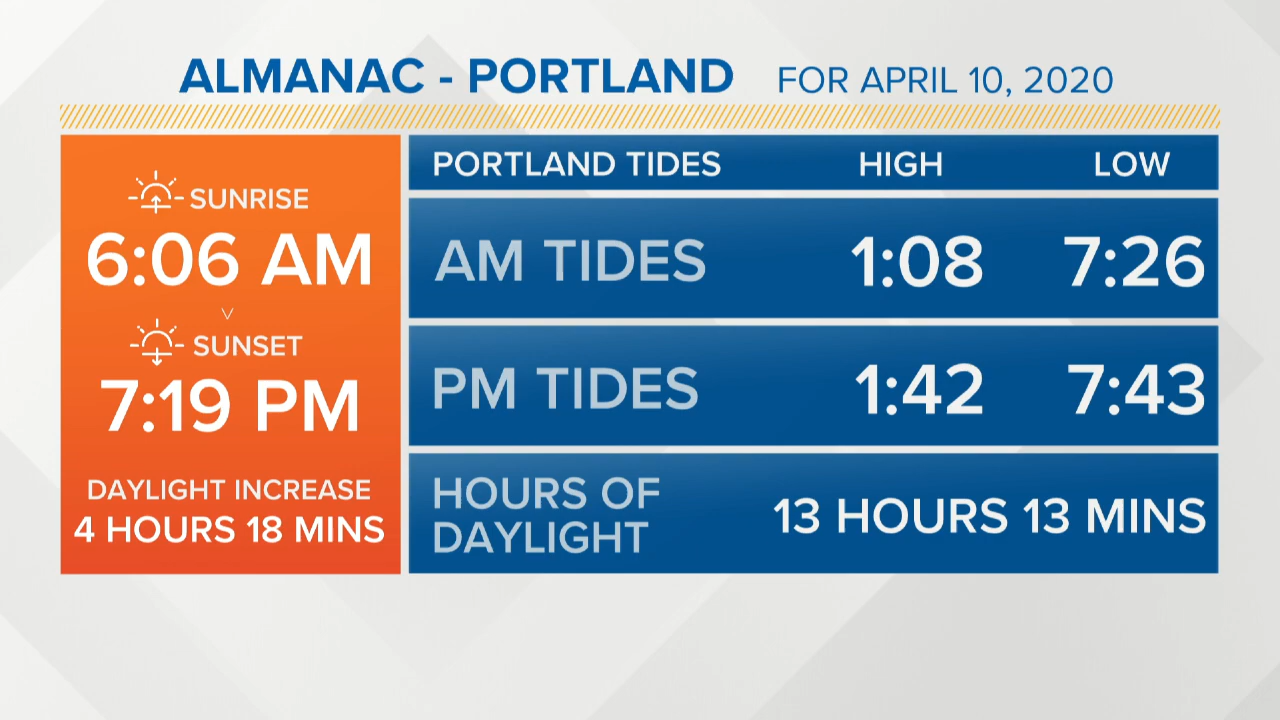 ALMANAC - PORTLAND FOR APRIL 10, 2020
SUNRISE
6:06 AM
SUNSET
7:19 PM
DAYLIGHT INCREASE
4 HOURS 18 MINS
PORTLAND TIDES HIGH LOW
AM TIDES 1:08 7:26
PM TIDES 1:42 7:43
HOURS OF
DAYLIGHT
13 HOURS 13 MINS